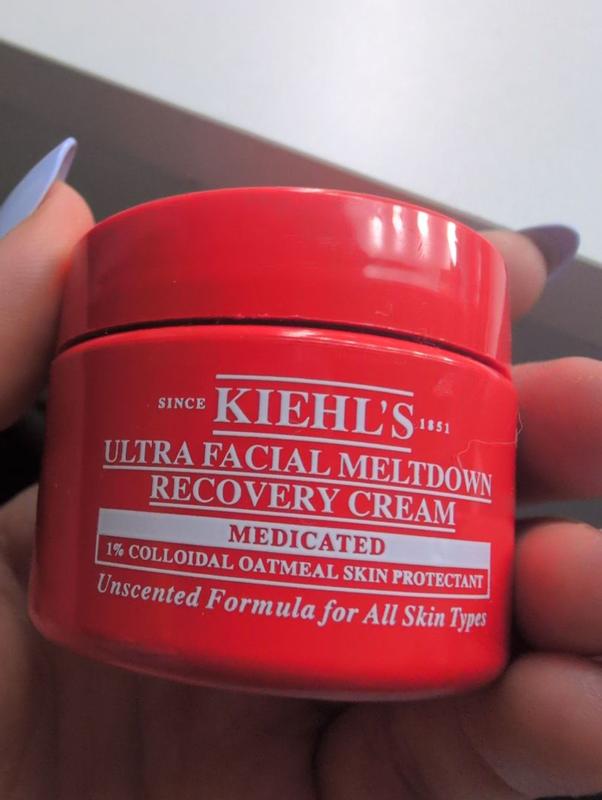 SINCE KIEHL'S 1851
ULTRA FACIAL MELTDOWN
RECOVERY CREAM
MEDICATED
1% COLLOIDAL OATMEAL SKIN PROTECTANT
Unscented Formula for All Skin Types